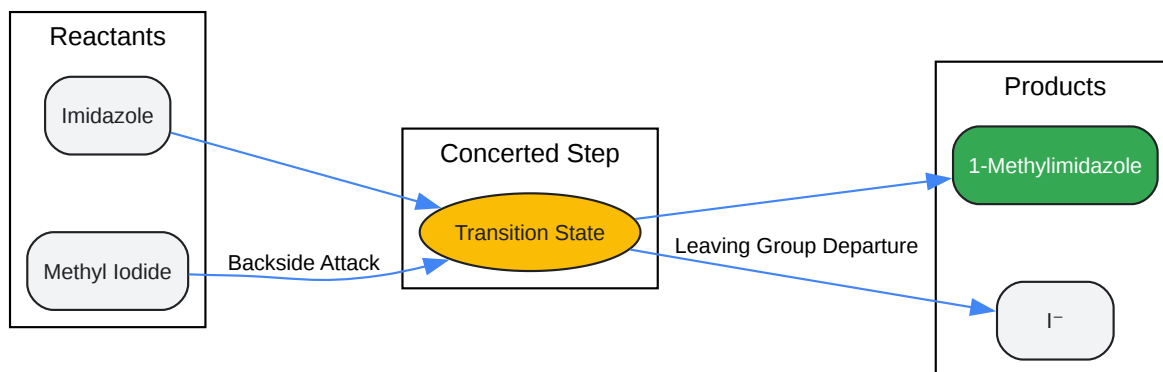 Reactants
Imidazole
Methyl Iodide
Backside Attack
Concerted Step
Transition State
Leaving Group Departure
Products
1-Methylimidazole
I⁻